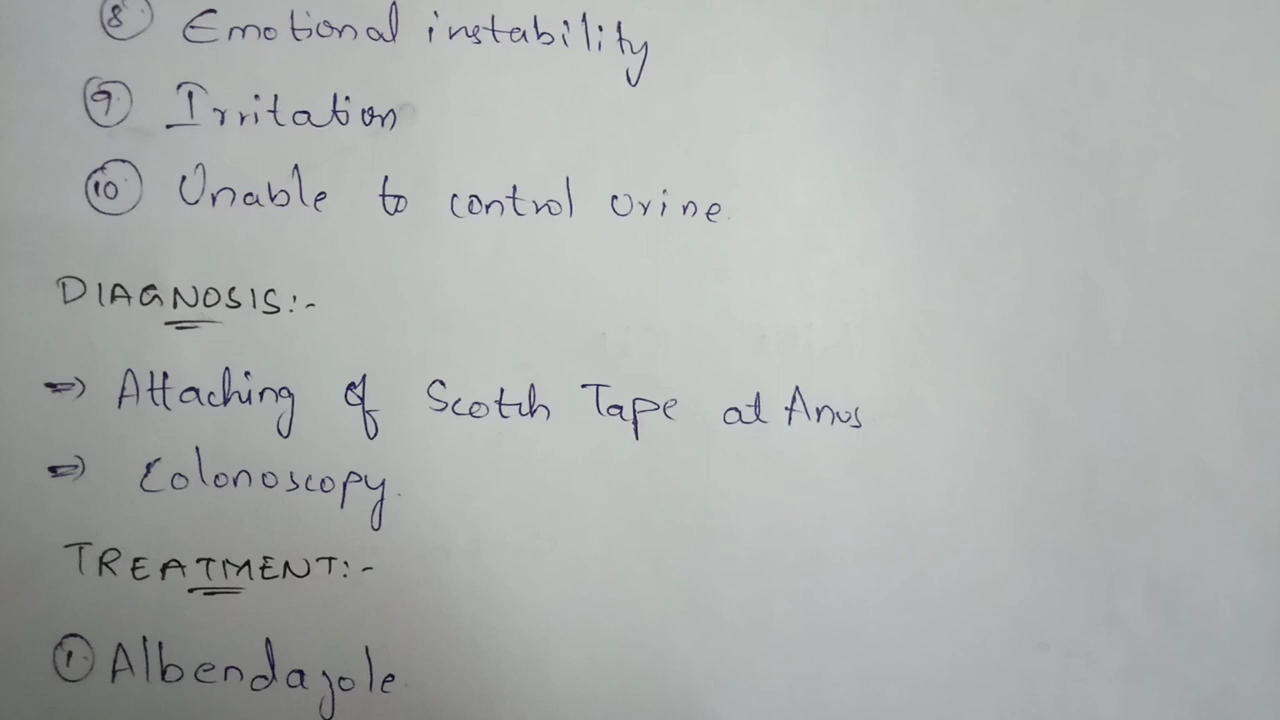 8 Emotional instability
9 Irritation
10 Unable to control urine.
DIAGNOSIS:-
=> Attaching of Scotch Tape at Anus
=> Colonoscopy.
TREATMENT:-
1 Albendazole